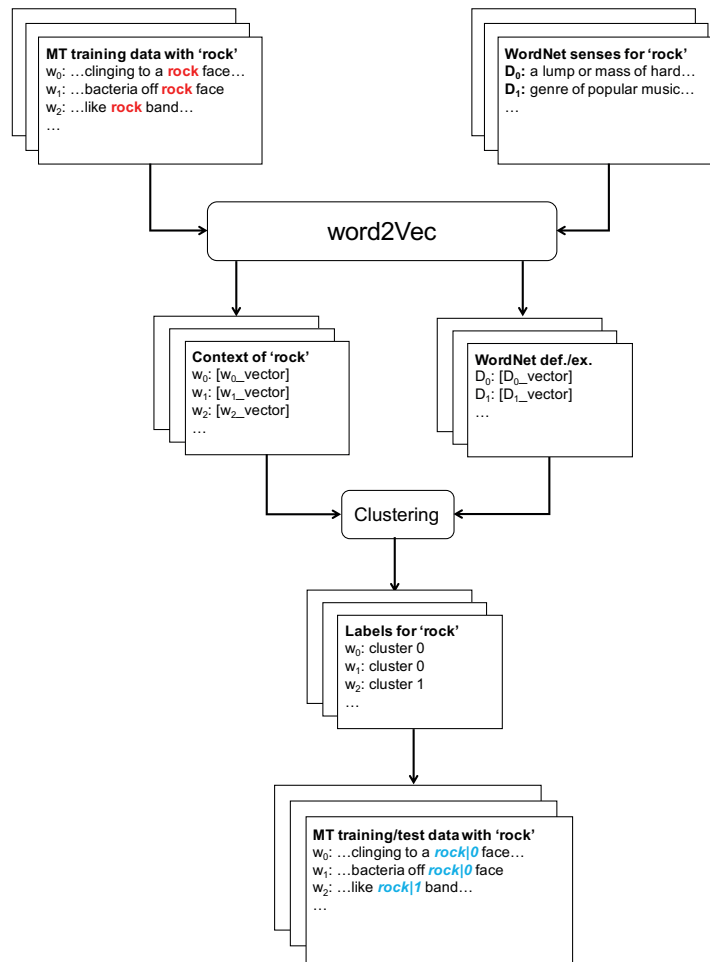 MT training data with ‘rock’
w₀: …clinging to a rock face…
w₁: …bacteria off rock face
w₂: …like rock band…
…
WordNet senses for ‘rock’
D₀: a lump or mass of hard…
D₁: genre of popular music…
…
word2Vec
Context of ‘rock’
w₀: [w₀_vector]
w₁: [w₁_vector]
w₂: [w₂_vector]
…
WordNet def./ex.
D₀: [D₀_vector]
D₁: [D₁_vector]
…
Clustering
Labels for ‘rock’
w₀: cluster 0
w₁: cluster 0
w₂: cluster 1
…
MT training/test data with ‘rock’
w₀: …clinging to a rock|0 face…
w₁: …bacteria off rock|0 face
w₂: …like rock|1 band…
…